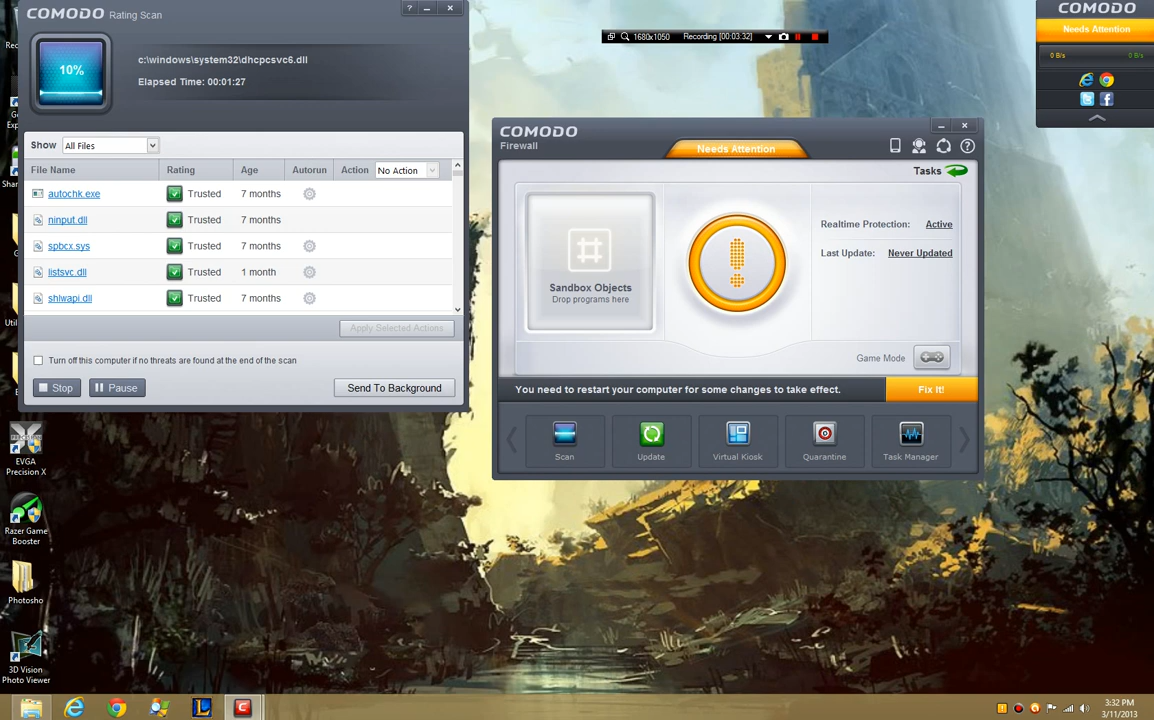 COMODO Rating Scan
?
10%
c:\windows\system32\dhcpcsvc6.dll
Elapsed Time: 00:01:27
Show All Files
File Name Rating Age Autorun Action No Action
autochk.exe Trusted 7 months
ninput.dll Trusted 7 months
spbcx.sys Trusted 7 months
listsvc.dll Trusted 1 month
shlwapi.dll Trusted 7 months
Apply Selected Actions
Turn off this computer if no threats are found at the end of the scan
Stop Pause Send To Background
1680x1050 Recording [00:03:32]
COMODO
Needs Attention
0 B/s 0 B/s
COMODO
Firewall
Needs Attention
Tasks
Sandbox Objects
Drop programs here
Realtime Protection: Active
Last Update: Never Updated
Game Mode
You need to restart your computer for some changes to take effect. Fix It!
Scan Update Virtual Kiosk Quarantine Task Manager
EVGA
Precision X
Razer Game
Booster
Photosho
3D Vision
Photo Viewer
3:32 PM
3/11/2013